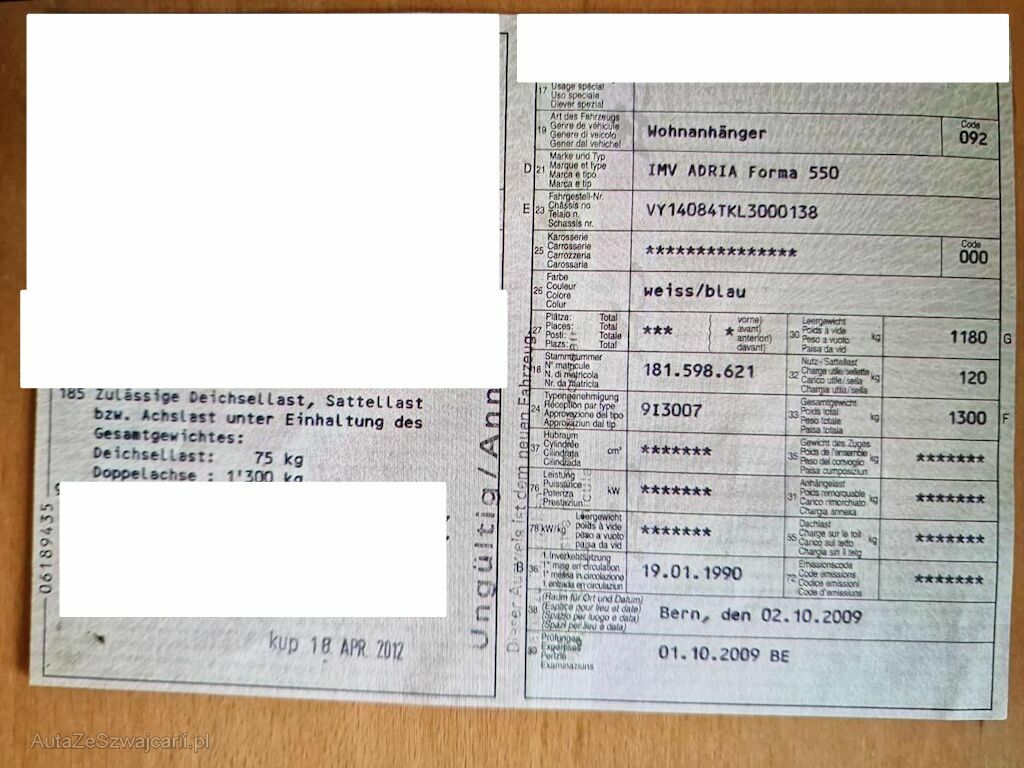 185 Zulässige Deichsellast, Sattellast
bzw. Achslast unter Einhaltung des
Gesamtgewichtes:
Deichsellast: 75 kg
Doppelachse : 1'300 kg
06189435
kup 18 APR. 2012
Ungültig/Ann
Dieser Ausweis ist dem neuen Fahrzeug
17 Usage spécial
Uso speciale
Diever spezial
19 Art des Fahrzeugs
Genre de véhicule
Genere di veicolo
Gener dal vehichel
Wohnanhänger
Code
092
D 21 Marke und Typ
Marque et type
Marca e tipo
Marca e tip
IMV ADRIA Forma 550
E 23 Fahrgestell-Nr.
Châssis no
Telaio n.
Schassis nr.
VY14084TKL3000138
25 Karosserie
Carrosserie
Carrozzeria
Carossaria
***************
Code
000
26 Farbe
Couleur
Colore
Colur
weiss/blau
27 Plätze: Total
Places: Total
Posti: Totale
Plazs: Total
***
* vorne)
avant)
anteriori)
davant)
30 Leergewicht
Poids à vide
Peso a vuoto
Paisa da vid
kg
1180 G
18 Stammnummer
N° matricule
N. di matricola
Nr. da matricla
181.598.621
32 Nutz-/Sattellast
Charge utile/sellette
Carico utile/sella
Chargia utila/sella
kg
120
24 Typengenehmigung
Réception par type
Approvazione del tipo
Approvaziun dal tip
9I3007
33 Gesamtgewicht
Poids total
Peso totale
Paisa totala
kg
1300 F
37 Hubraum
Cylindrée
Cilindrata
Cilindrada
cm³
*******
35 Gewicht des Zuges
Poids de l'ensemble
Peso del convoglio
Paisa cumposiziun
kg
*******
76 Leistung
Puissance
Potenza
Prestaziun
kW
*******
31 Anhängelast
Poids remorquable
Carico rimorchiato
Chargia annexa
kg
*******
78 kW/kg
Leergewicht
poids à vide
peso a vuoto
paisa da vid
*******
55 Dachlast
Charge sur le toit
Carico sul tetto
Chargia sin il tetg
kg
*******
B 36 1. Inverkehrsetzung
1re mise en circulation
1a messa in circolazione
1. entrada en circulaziun
19.01.1990
72 Emissionscode
Code émissions
Codice emissioni
Code d'emissiuns
*******
38 (Raum für Ort und Datum)
(Espace pour lieu et date)
(Spazio per luogo e data)
(Spazi per lieu e data)
Bern, den 02.10.2009
39 Prüfungen
Expertises
Perizie
Examinaziuns
01.10.2009 BE
AutaZeSzwajcarii.pl